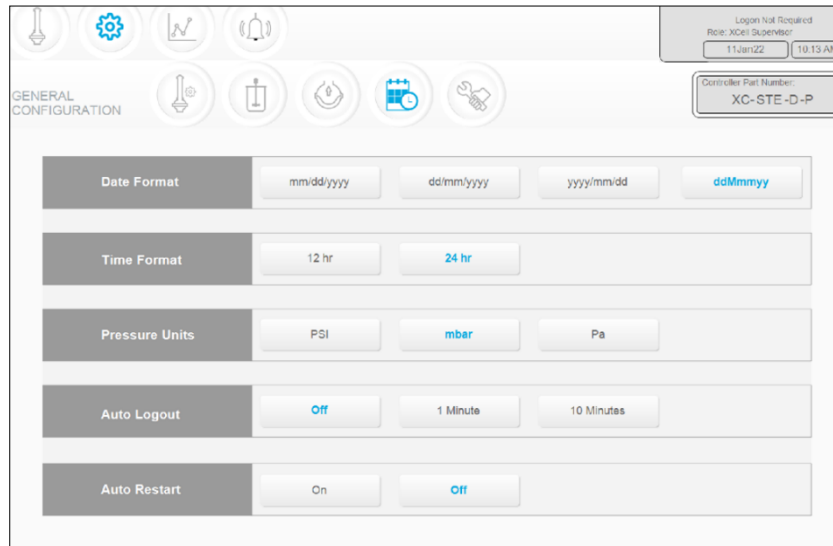 Logon Not Required
Role: XCell Supervisor
11Jan22 10:13 AM
GENERAL
CONFIGURATION
Controller Part Number:
XC-STE-D-P
Date Format mm/dd/yyyy dd/mm/yyyy yyyy/mm/dd ddMmmyy
Time Format 12 hr 24 hr
Pressure Units PSI mbar Pa
Auto Logout Off 1 Minute 10 Minutes
Auto Restart On Off